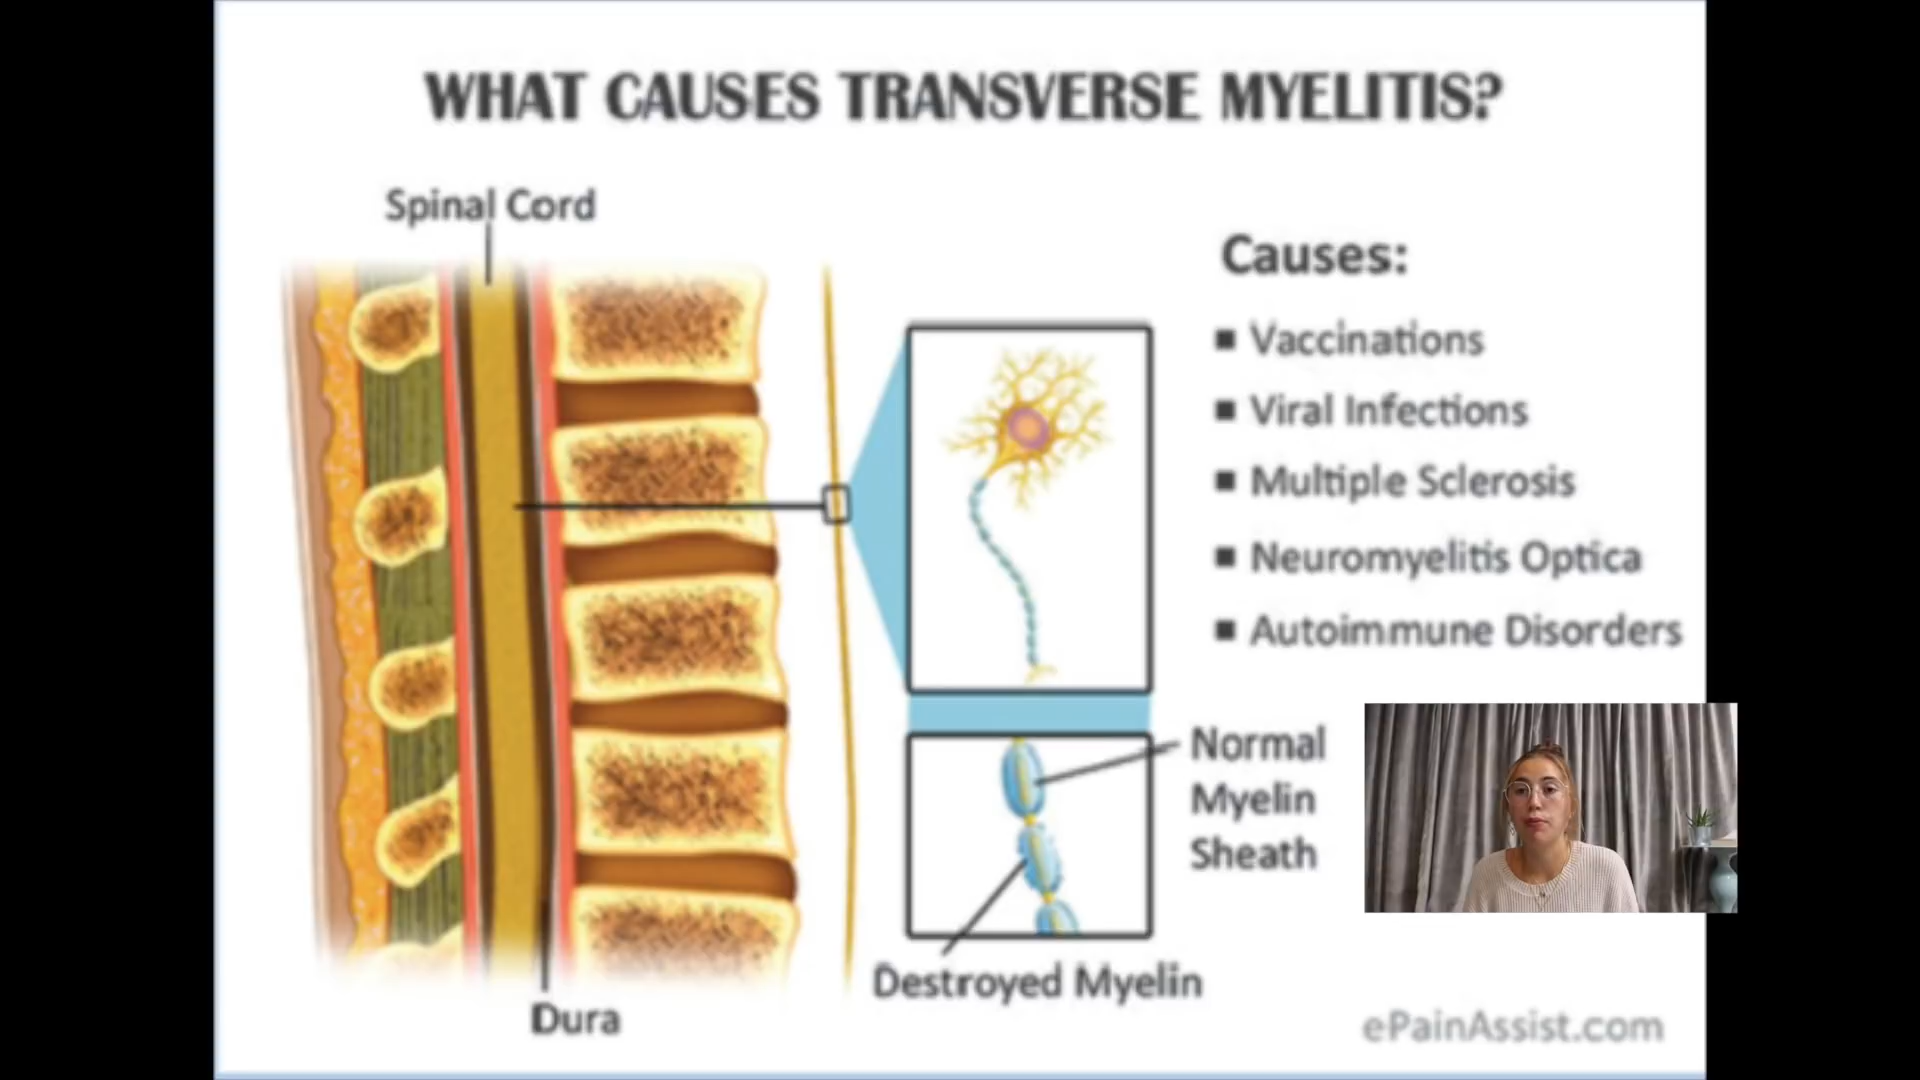 WHAT CAUSES TRANSVERSE MYELITIS?
Spinal Cord
Causes:
▪ Vaccinations
▪ Viral Infections
▪ Multiple Sclerosis
▪ Neuromyelitis Optica
▪ Autoimmune Disorders
Normal
Myelin
Sheath
Destroyed Myelin
Dura
ePainAssist.com